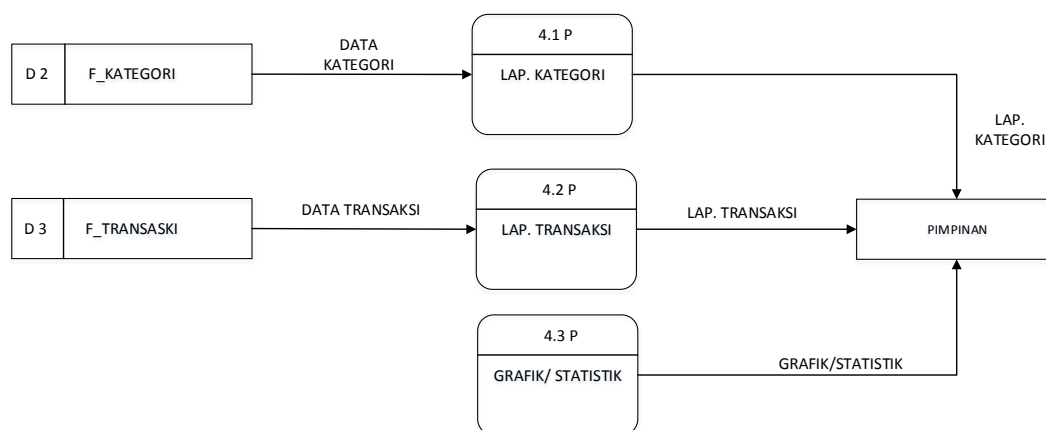 D 2
F_KATEGORI
DATA
KATEGORI
4.1 P
LAP. KATEGORI
LAP.
KATEGORI
D 3
F_TRANSASKI
DATA TRANSAKSI
4.2 P
LAP. TRANSAKSI
LAP. TRANSAKSI
PIMPINAN
4.3 P
GRAFIK/ STATISTIK
GRAFIK/STATISTIK